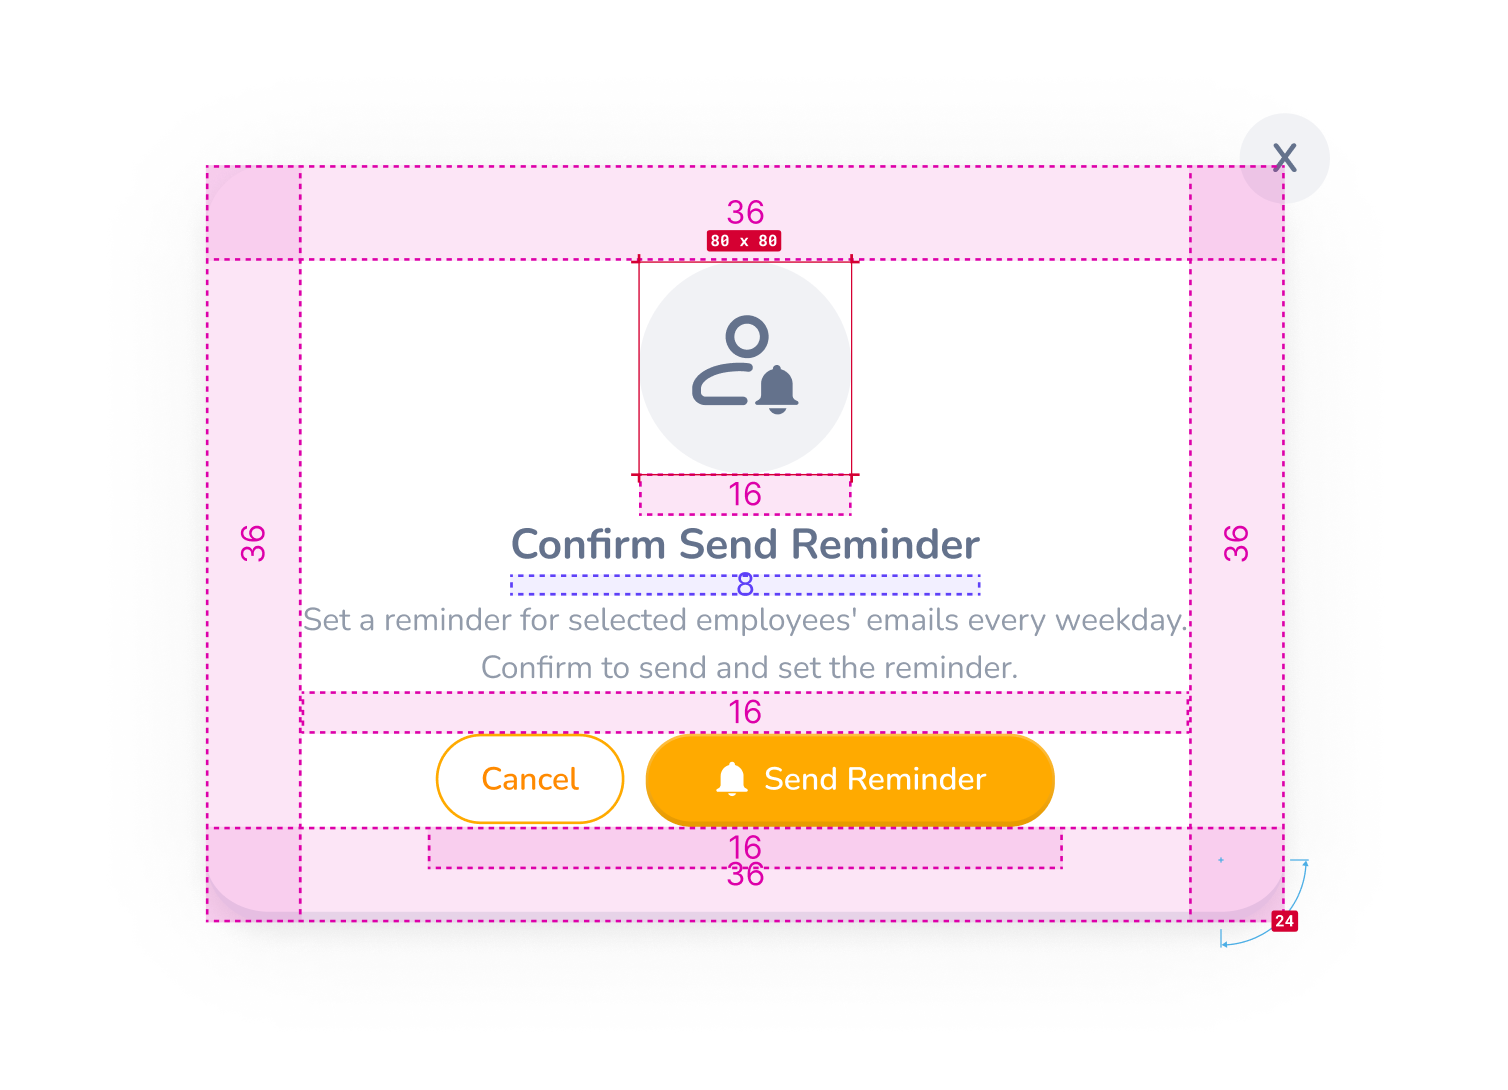 X
36
80 x 80
16
Confirm Send Reminder
8
Set a reminder for selected employees' emails every weekday.
Confirm to send and set the reminder.
36
36
16
Cancel
Send Reminder
16
36
24